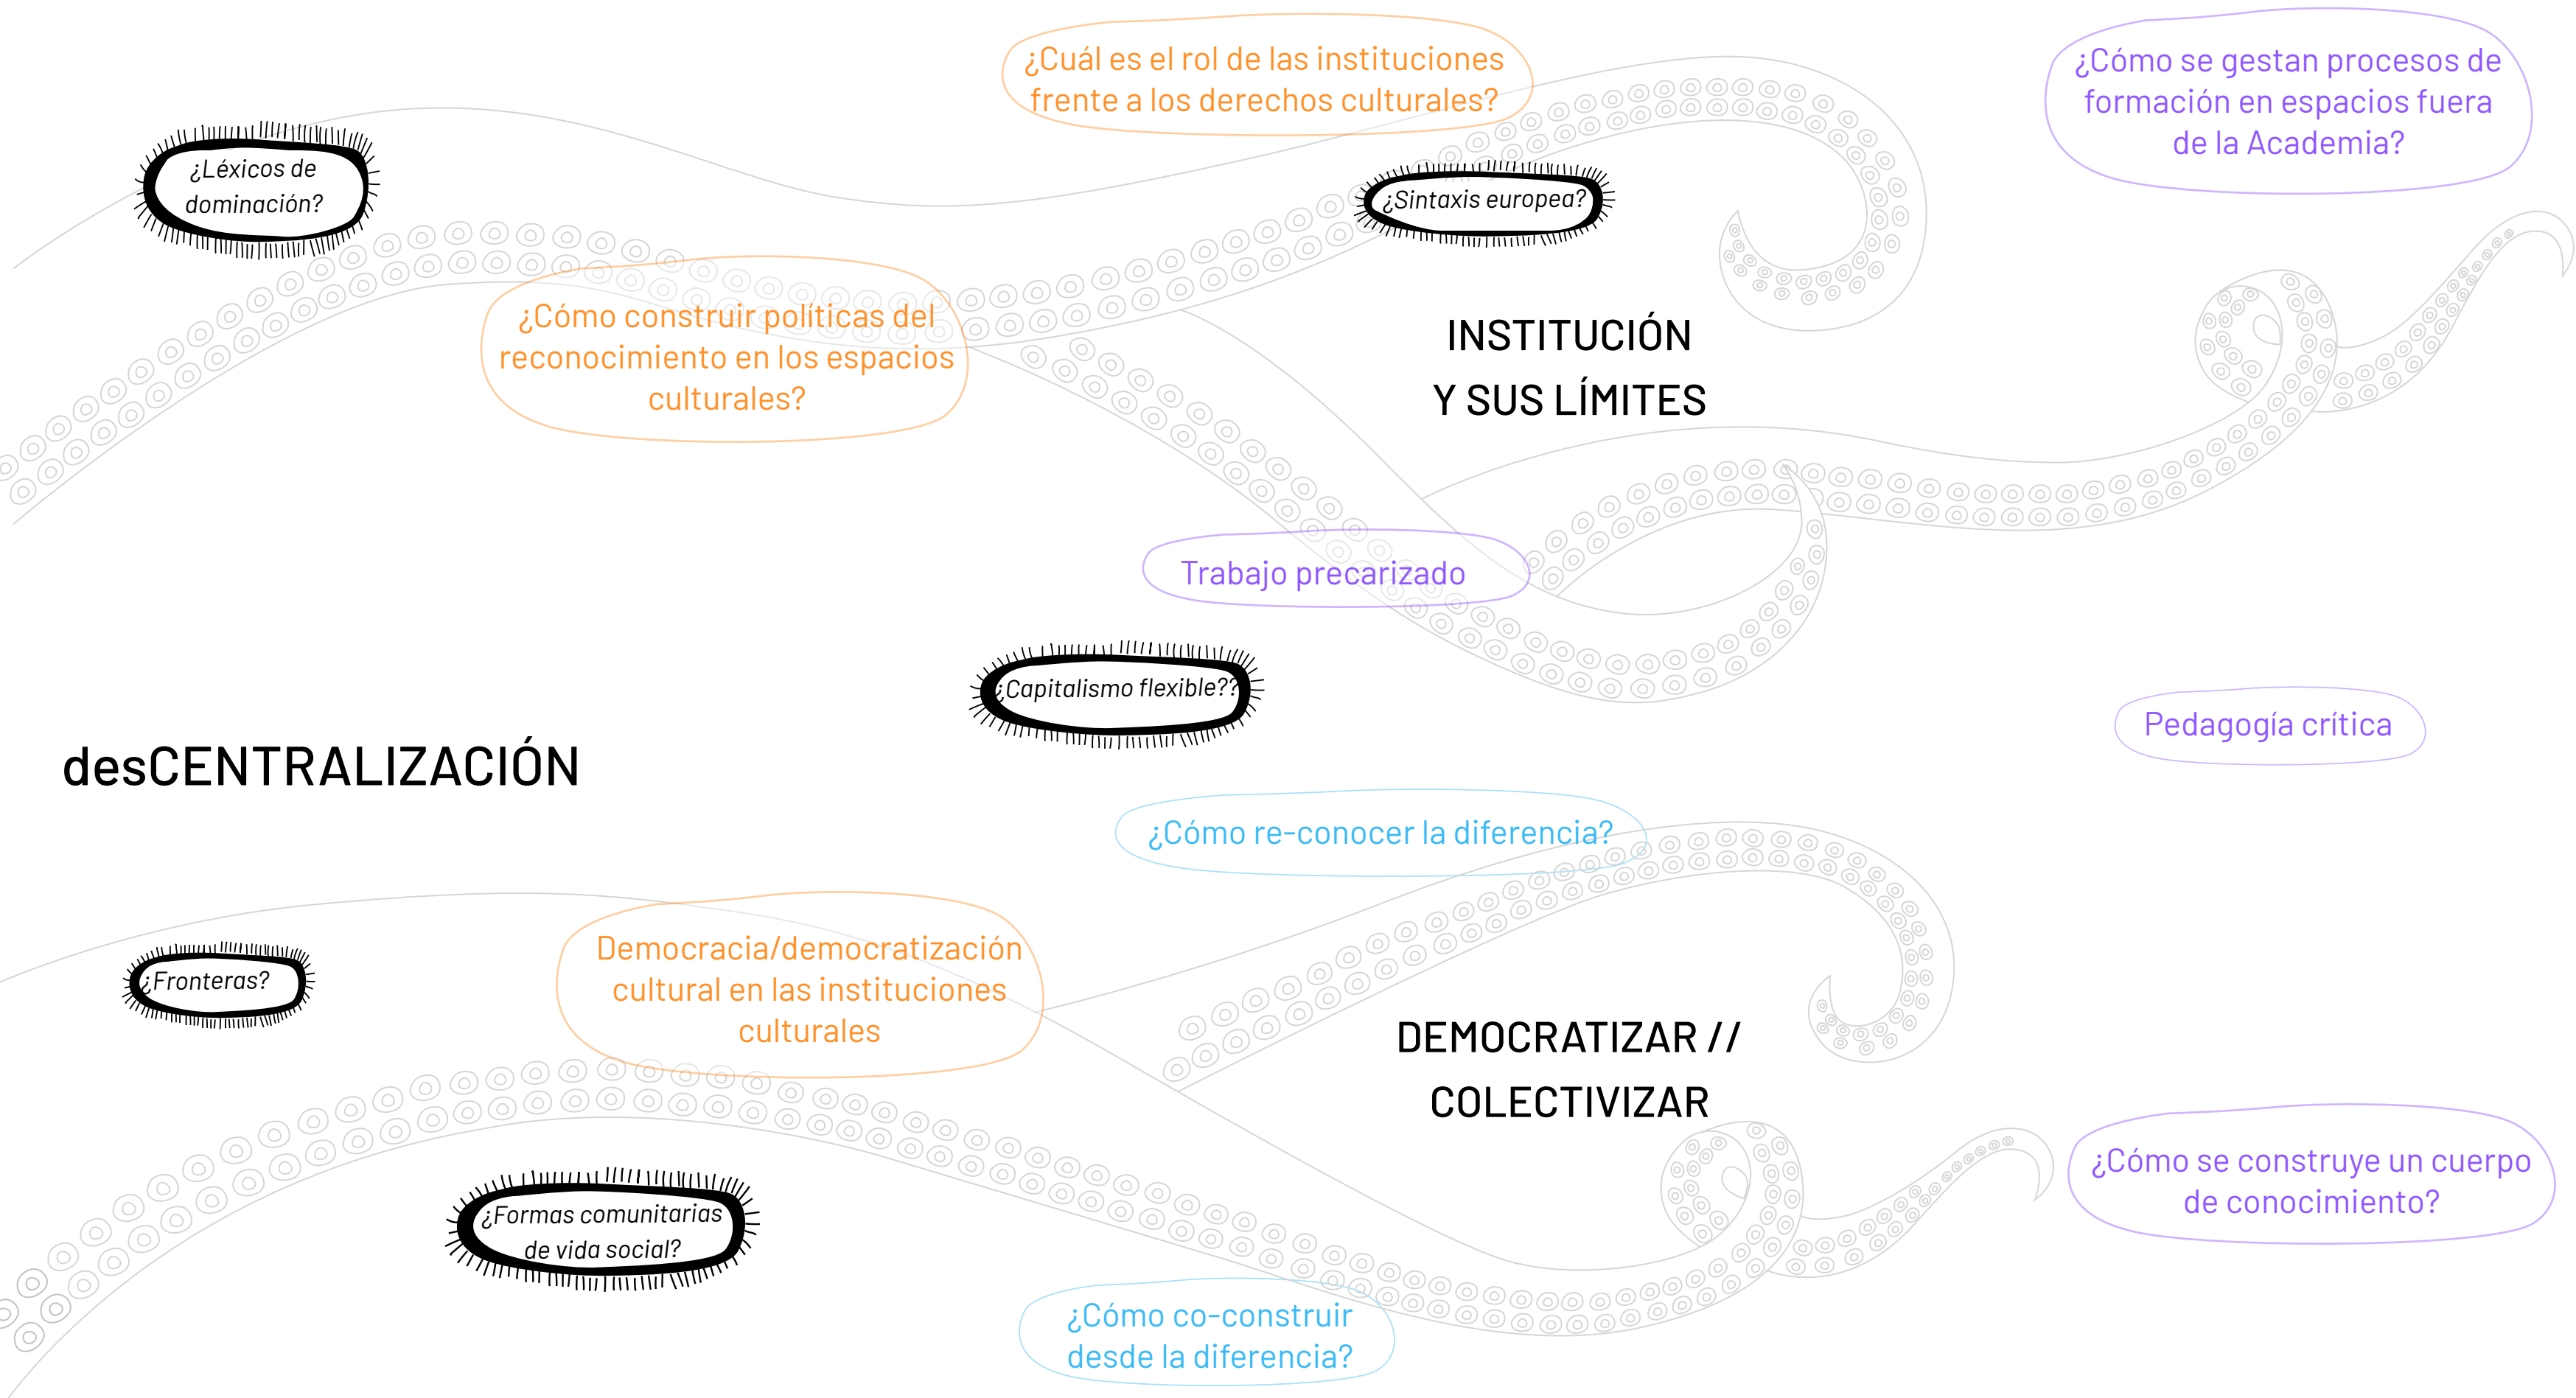 ¿Cuál es el rol de las instituciones
frente a los derechos culturales?
¿Cómo se gestan procesos de
formación en espacios fuera
de la Academia?
¿Léxicos de
dominación?
¿Sintaxis europea?
¿Cómo construir políticas del
reconocimiento en los espacios
culturales?
INSTITUCIÓN
Y SUS LÍMITES
Trabajo precarizado
¿Capitalismo flexible??
Pedagogía crítica
desCENTRALIZACIÓN
¿Cómo re-conocer la diferencia?
Democracia/democratización
cultural en las instituciones
culturales
¿Fronteras?
DEMOCRATIZAR //
COLECTIVIZAR
¿Cómo se construye un cuerpo
de conocimiento?
¿Formas comunitarias
de vida social?
¿Cómo co-construir
desde la diferencia?